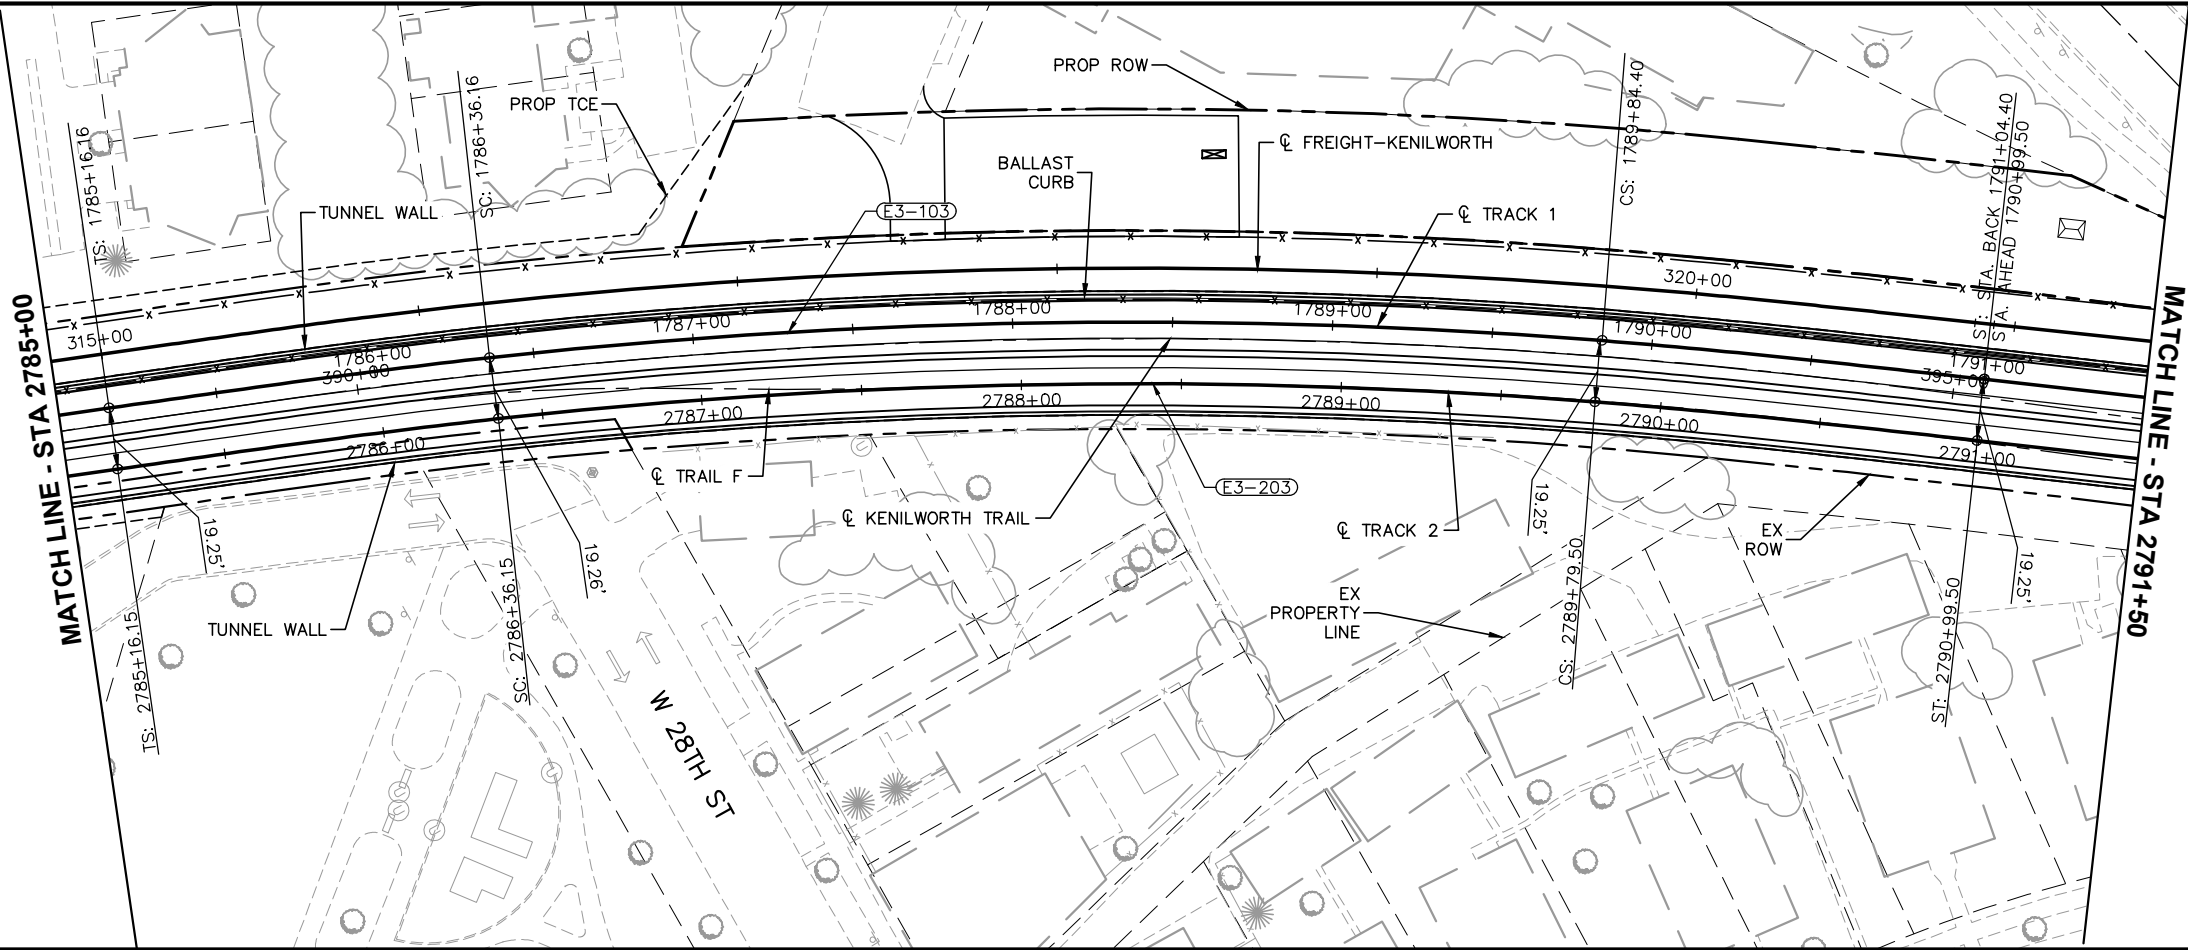 PROP ROW
PROP TCE
℄ FREIGHT-KENILWORTH
BALLAST
CURB
TUNNEL WALL
E3-103
℄ TRACK 1
TS: 1785+16.16
SC: 1786+36.16
CS: 1789+84.40
ST: STA. BACK 1791+04.40
STA. AHEAD 1790+99.50
MATCH LINE - STA 2785+00
MATCH LINE - STA 2791+50
315+00
320+00
1786+00
1787+00
1788+00
1789+00
1790+00
1791+00
390+00
395+00
2786+00
2787+00
2788+00
2789+00
2790+00
2791+00
℄ TRAIL F
℄ KENILWORTH TRAIL
E3-203
℄ TRACK 2
EX
ROW
19.25'
19.26'
19.25'
19.25'
TUNNEL WALL
EX
PROPERTY
LINE
TS: 2785+16.15
SC: 2786+36.15
CS: 2789+79.50
ST: 2790+99.50
W 28TH ST